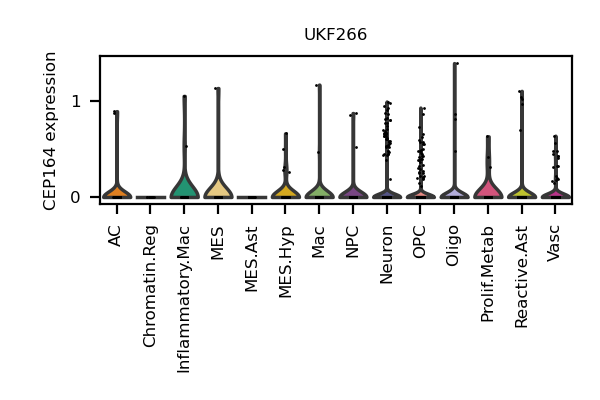 UKF266
CEP164 expression
1
0
AC
Chromatin.Reg
Inflammatory.Mac
MES
MES.Ast
MES.Hyp
Mac
NPC
Neuron
OPC
Oligo
Prolif.Metab
Reactive.Ast
Vasc